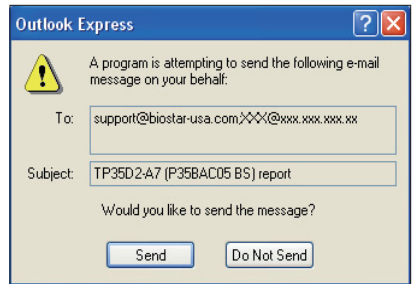 Outlook Express
A program is attempting to send the following e-mail
message on your behalf:
To: support@biostar-usa.com;XXX@xxx.xxx.xxx.xx
Subject: TP35D2-A7 (P35BAC05 BS) report
Would you like to send the message?
Send Do Not Send